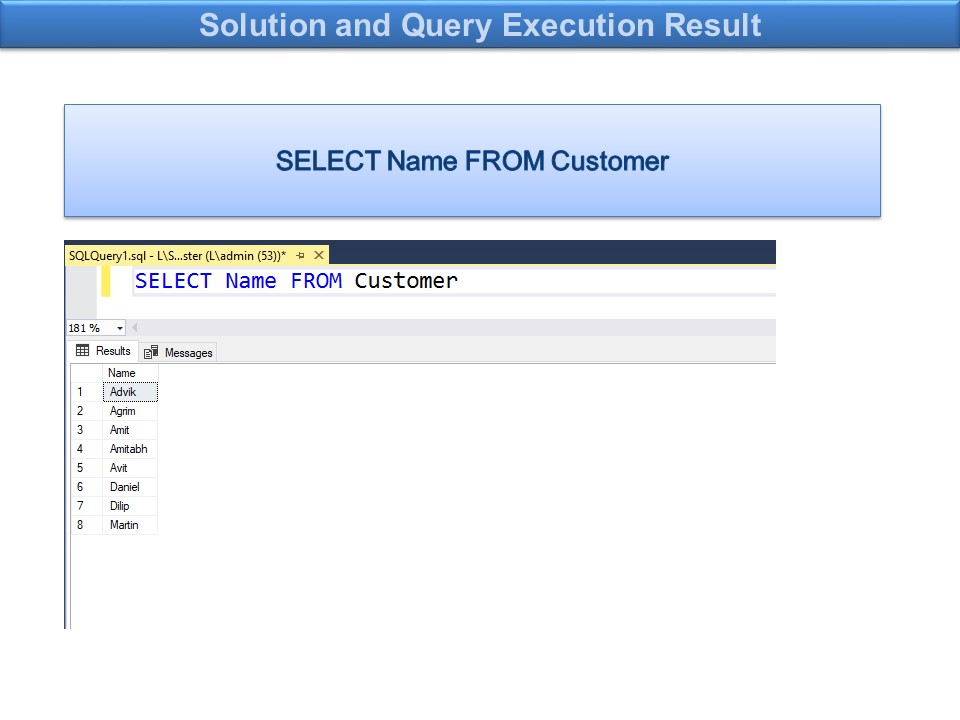 Solution and Query Execution Result
SELECT Name FROM Customer
SQLQuery1.sql - L\S...ster (L\admin (53))*
SELECT Name FROM Customer
181 %
Results Messages
Name
1 Advik
2 Agrim
3 Amit
4 Amitabh
5 Avit
6 Daniel
7 Dilip
8 Martin